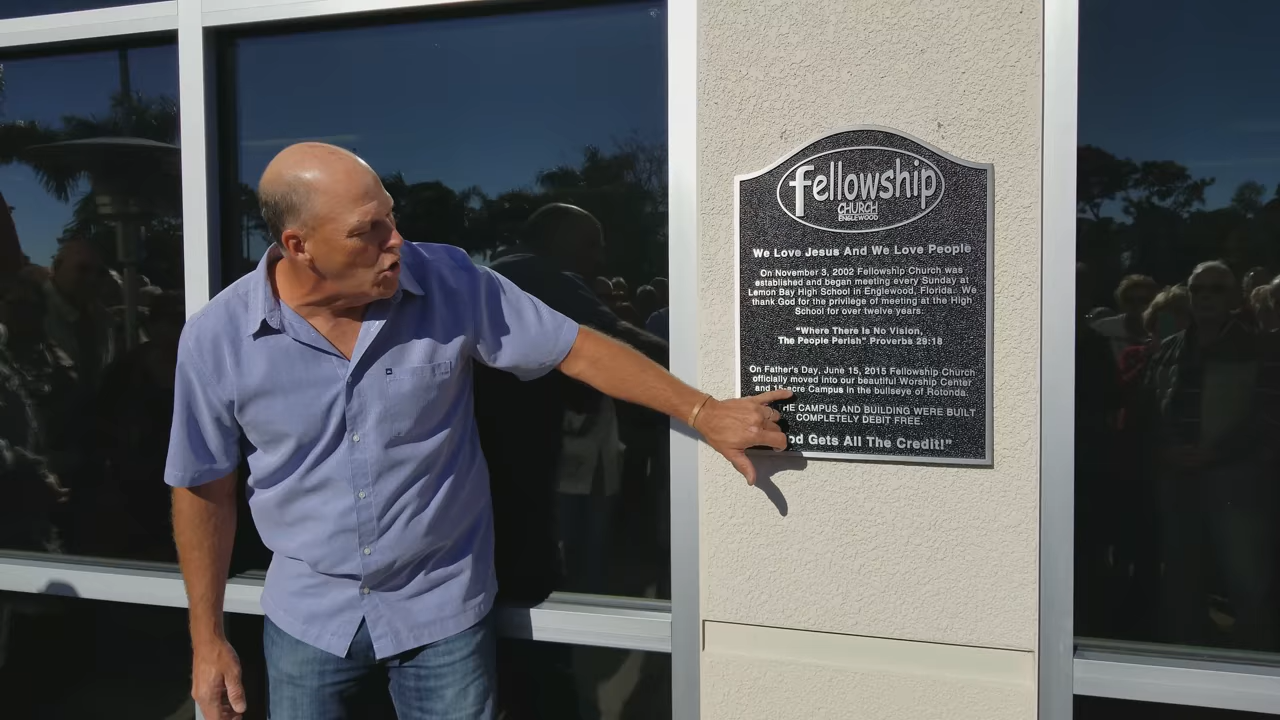 fellowship
CHURCH
ENGLEWOOD
We Love Jesus And We Love People
On November 3, 2002 Fellowship Church was
established and began meeting every Sunday at
Lemon Bay High School in Englewood, Florida. We
thank God for the privilege of meeting at the High
School for over twelve years.
"Where There Is No Vision,
The People Perish" Proverbs 29:18
On Father's Day, June 15, 2015 Fellowship Church
officially moved into our beautiful Worship Center
and 15-acre Campus in the bullseye of Rotonda.
THE CAMPUS AND BUILDING WERE BUILT
COMPLETELY DEBIT FREE.
Gets All The Credit!"